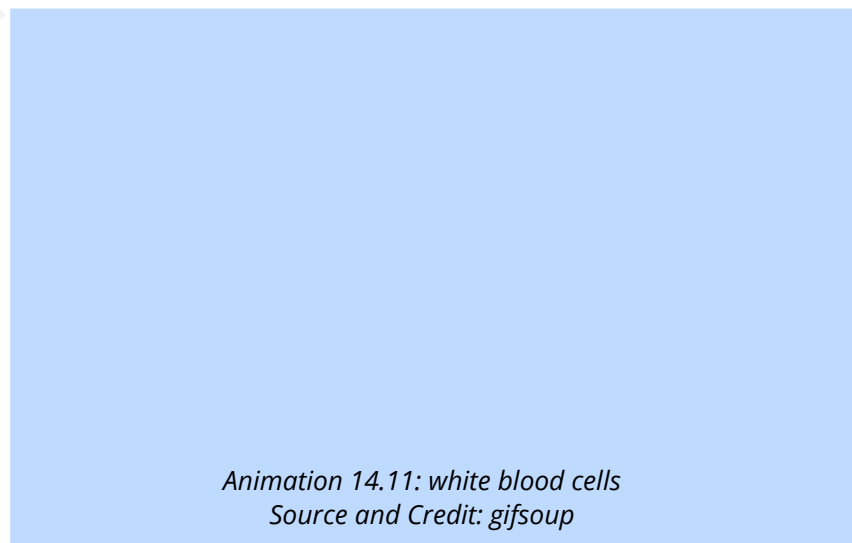 Animation 14.11: white blood cells
Source and Credit: gifsoup